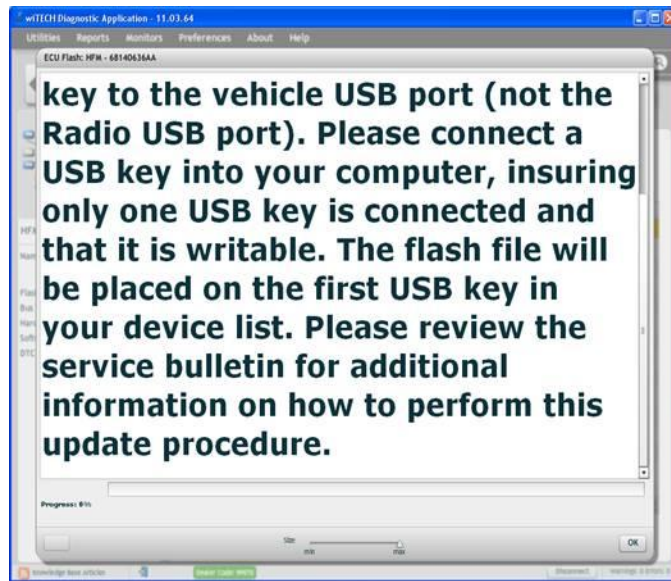 wiTECH Diagnostic Application - 11.03.64
Utilities Reports Monitors Preferences About Help
ECU Flash: HFM - 68140636AA
key to the vehicle USB port (not the
Radio USB port). Please connect a
USB key into your computer, insuring
only one USB key is connected and
that it is writable. The flash file will
be placed on the first USB key in
your device list. Please review the
service bulletin for additional
information on how to perform this
update procedure.
Progress: 0%
Size
min max
OK
Knowledge Base Articles
Disconnect